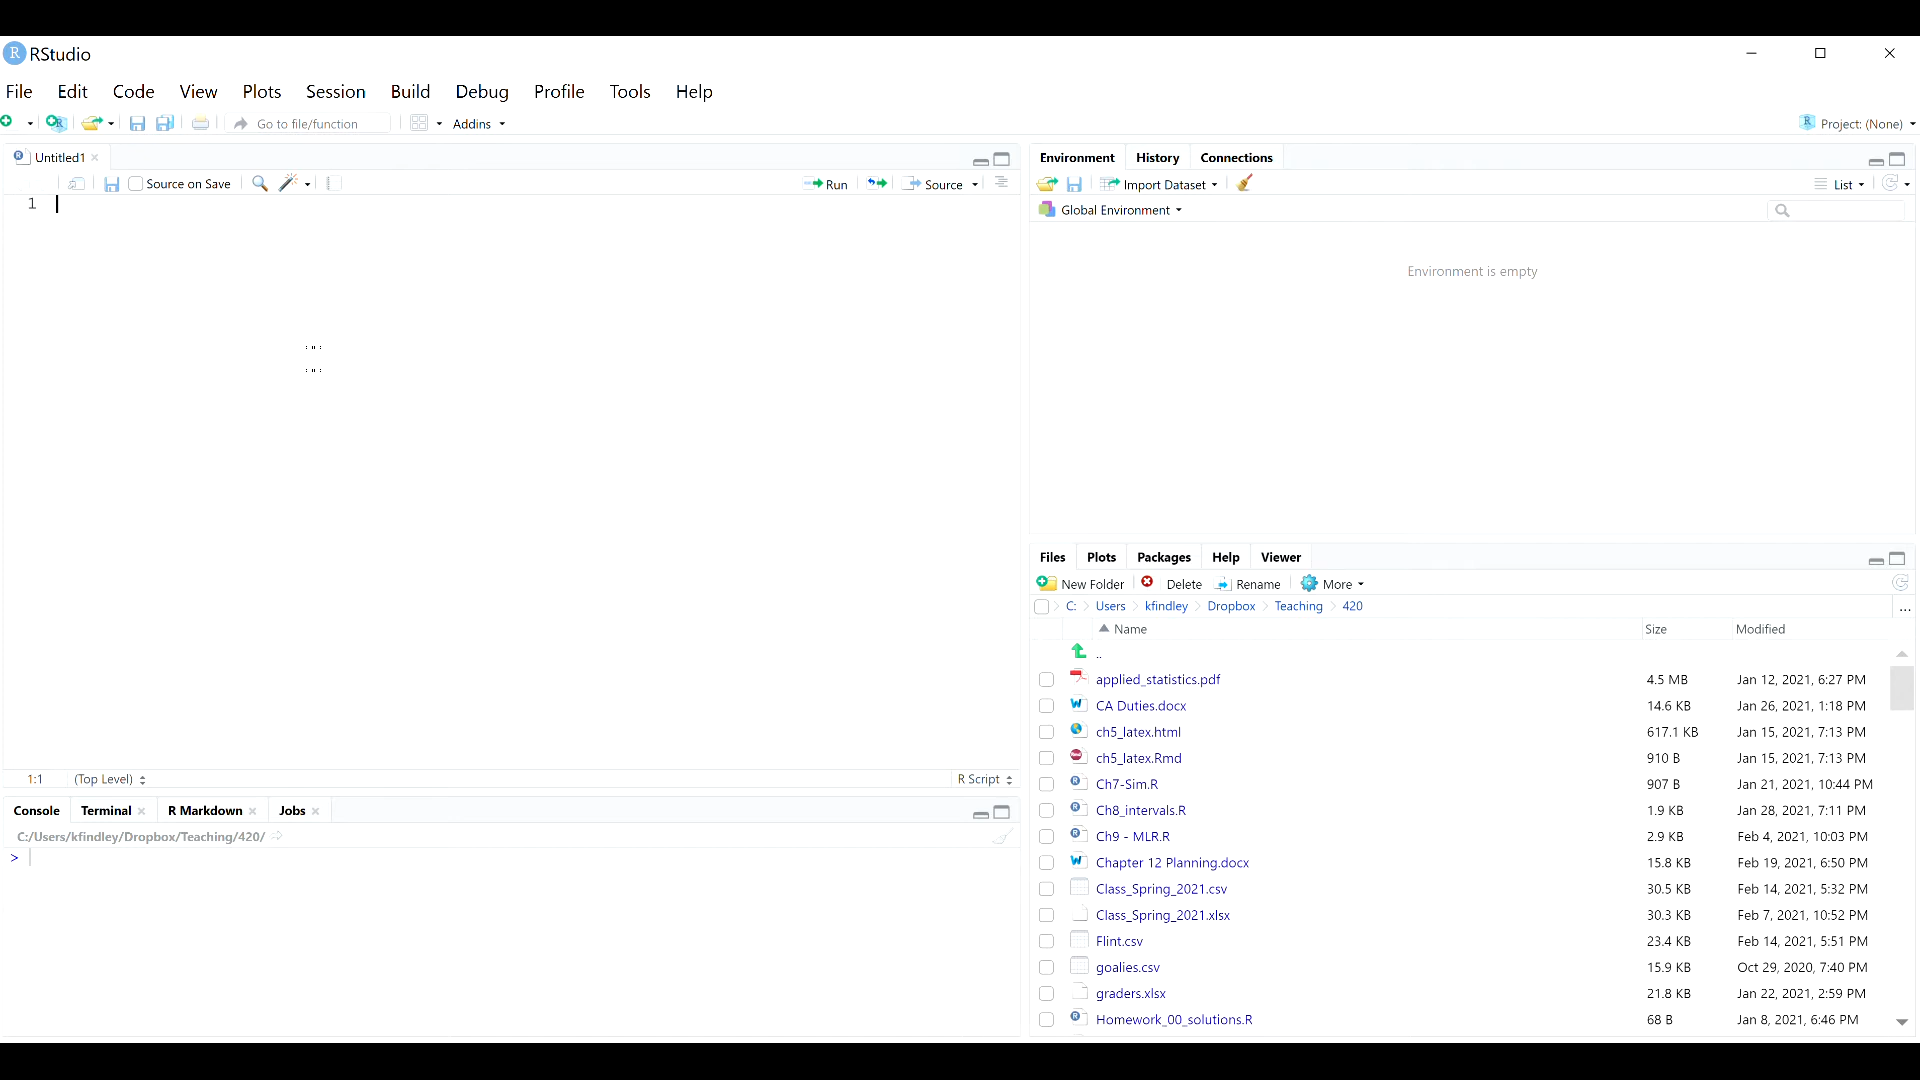 R RStudio
File Edit Code View Plots Session Build Debug Profile Tools Help
Go to file/function Addins Project: (None)
Untitled1
Source on Save Run Source
1
1:1 (Top Level) R Script
Console Terminal R Markdown Jobs
C:/Users/kfindley/Dropbox/Teaching/420/
>
Environment History Connections
Import Dataset List
Global Environment
Environment is empty
Files Plots Packages Help Viewer
New Folder Delete Rename More
C: Users kfindley Dropbox Teaching 420 ...
Name Size Modified
..
applied_statistics.pdf 4.5 MB Jan 12, 2021, 6:27 PM
CA Duties.docx 14.6 KB Jan 26, 2021, 1:18 PM
ch5_latex.html 617.1 KB Jan 15, 2021, 7:13 PM
ch5_latex.Rmd 910 B Jan 15, 2021, 7:13 PM
Ch7-Sim.R 907 B Jan 21, 2021, 10:44 PM
Ch8_intervals.R 1.9 KB Jan 28, 2021, 7:11 PM
Ch9 - MLR.R 2.9 KB Feb 4, 2021, 10:03 PM
Chapter 12 Planning.docx 15.8 KB Feb 19, 2021, 6:50 PM
Class_Spring_2021.csv 30.5 KB Feb 14, 2021, 5:32 PM
Class_Spring_2021.xlsx 30.3 KB Feb 7, 2021, 10:52 PM
Flint.csv 23.4 KB Feb 14, 2021, 5:51 PM
goalies.csv 15.9 KB Oct 29, 2020, 7:40 PM
graders.xlsx 21.8 KB Jan 22, 2021, 2:59 PM
Homework_00_solutions.R 68 B Jan 8, 2021, 6:46 PM